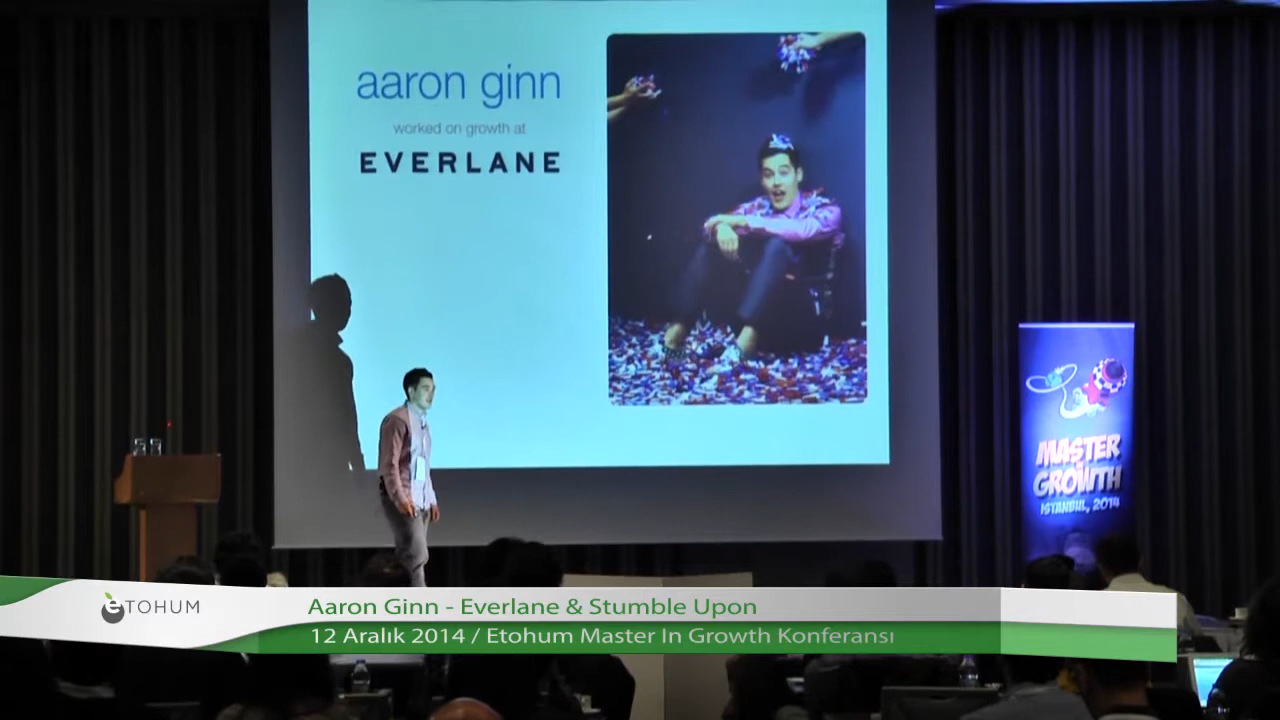 aaron ginn
worked on growth at
EVERLANE
MASTER
GROWTH
ISTANBUL, 2014
eTOHUM
Aaron Ginn - Everlane & Stumble Upon
12 Aralık 2014 / Etohum Master In Growth Konferansı